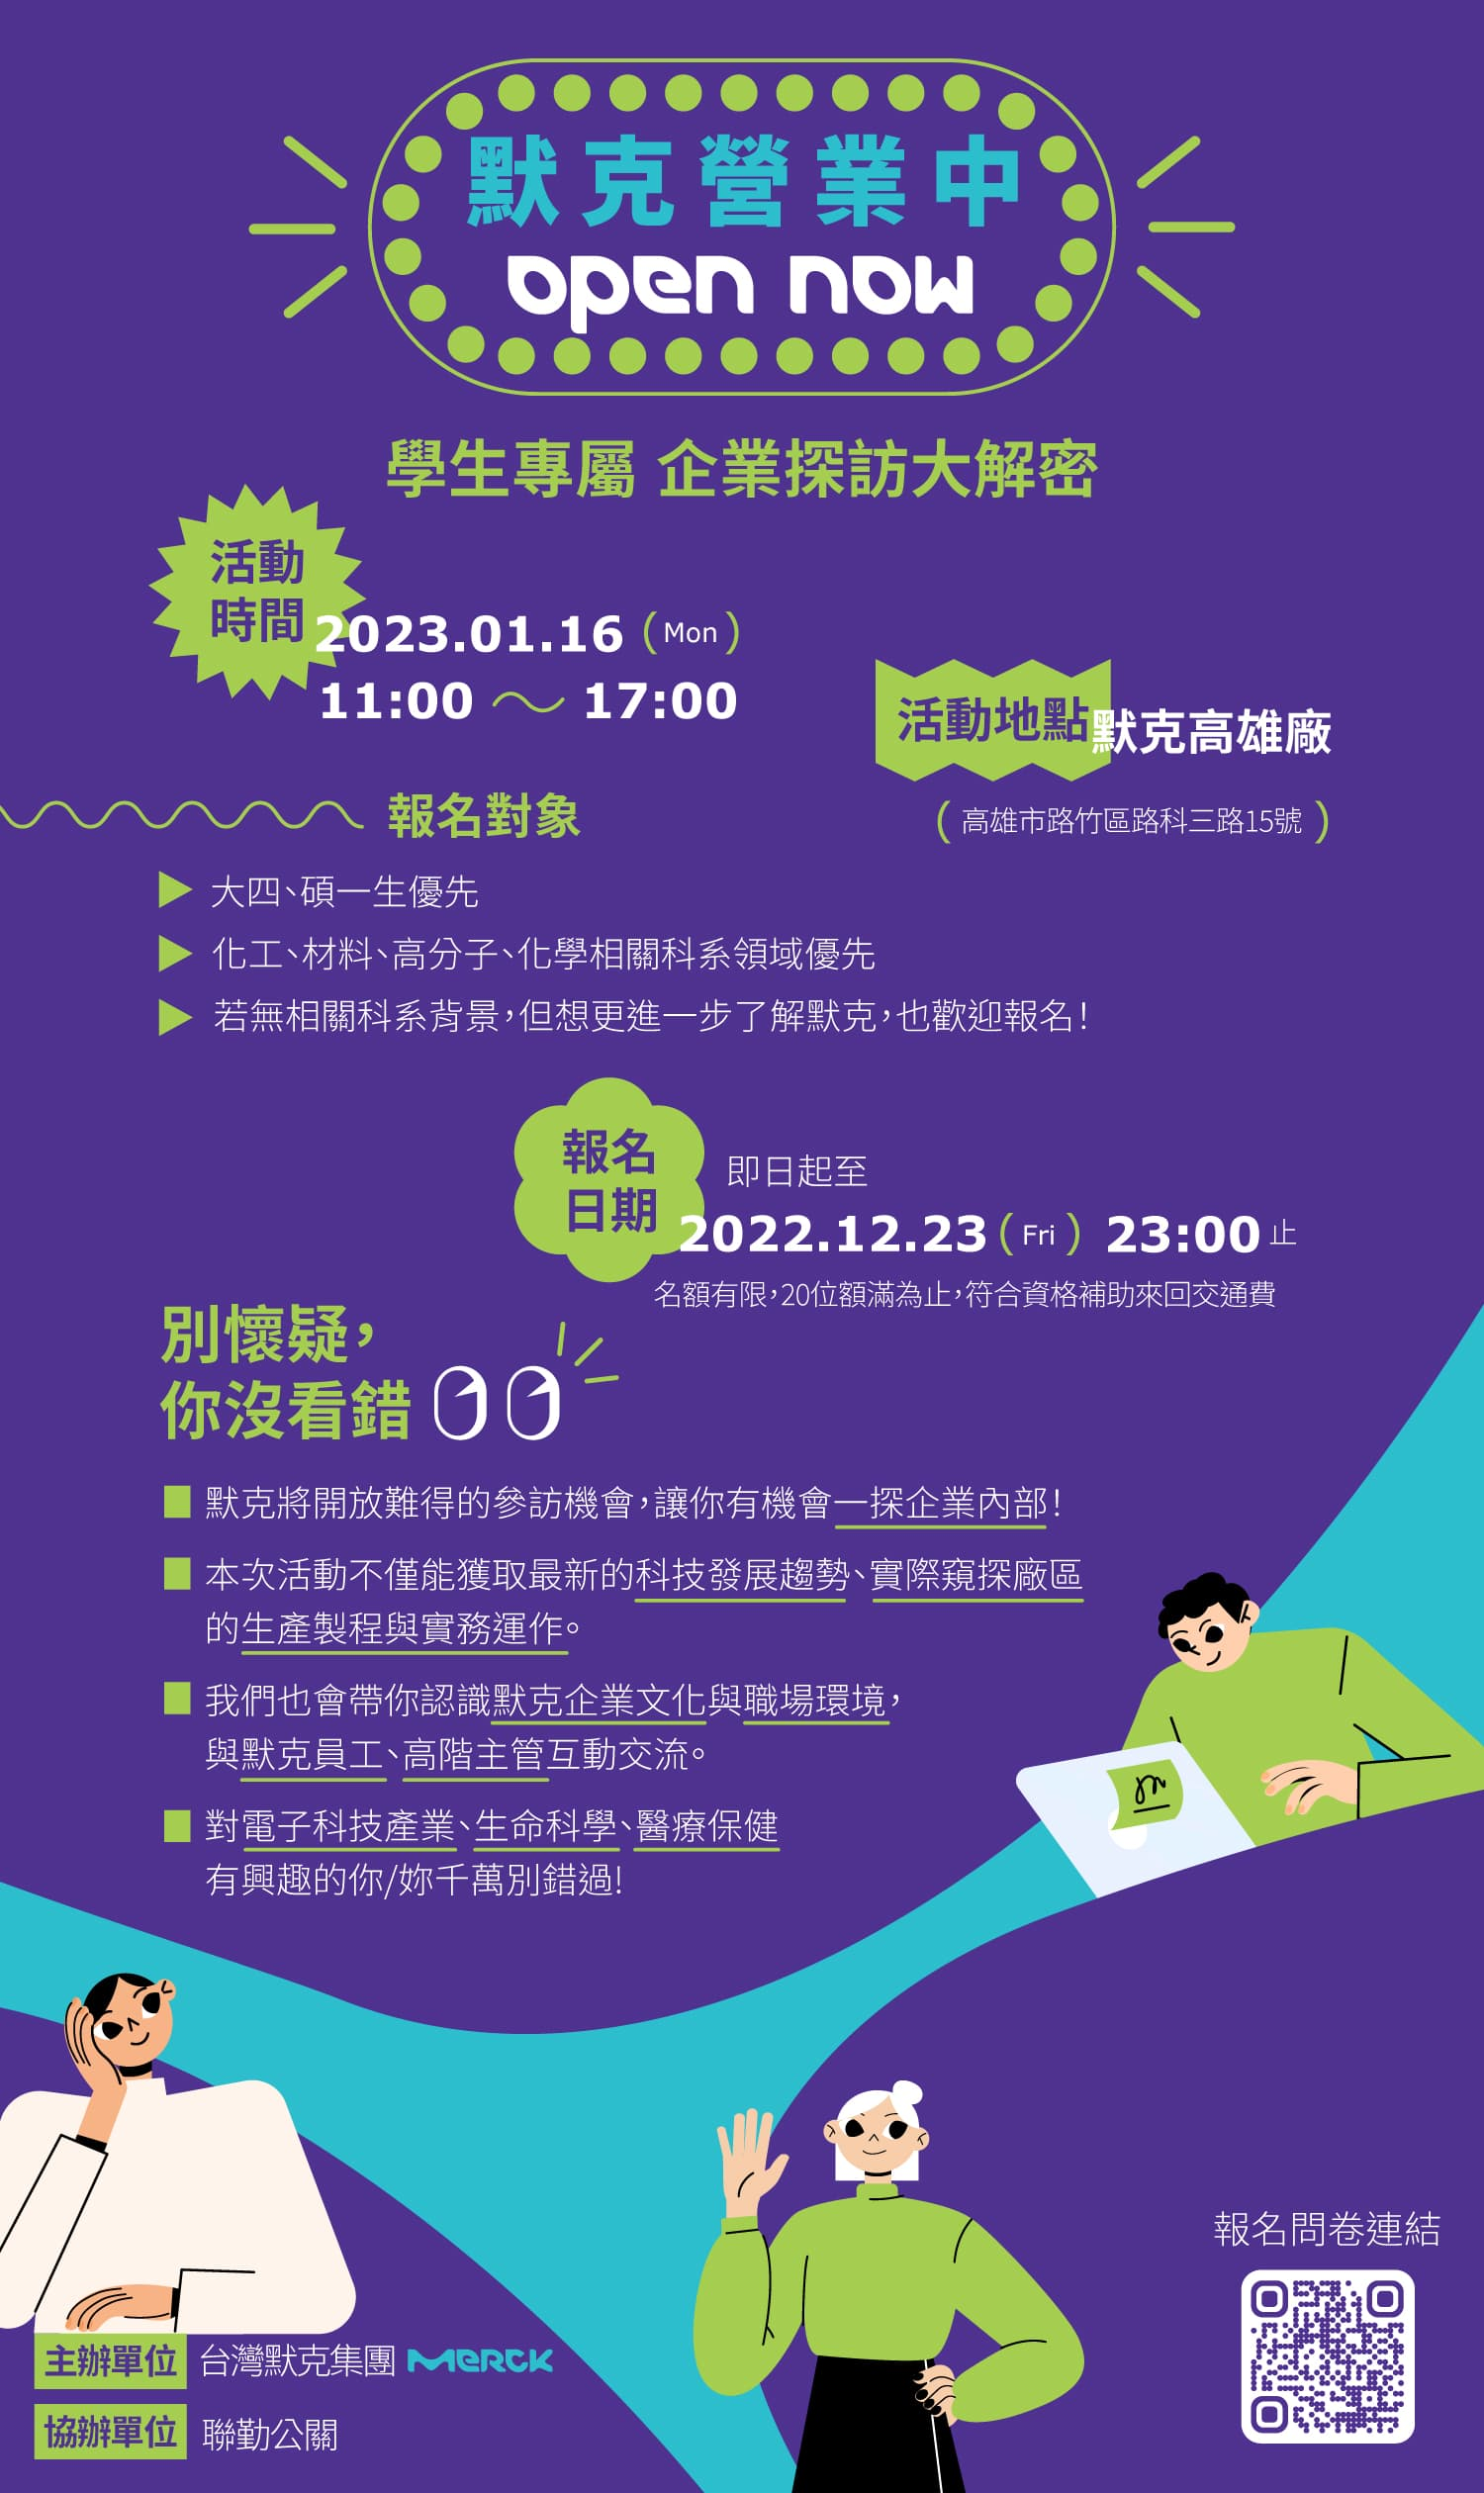 默克營業中
open now
學生專屬 企業探訪大解密
活動
時間
2023.01.16（Mon）
11:00 ～ 17:00
活動地點
默克高雄廠
（高雄市路竹區路科三路15號）
報名對象
大四、碩一生優先
化工、材料、高分子、化學相關科系領域優先
若無相關科系背景，但想更進一步了解默克，也歡迎報名！
報名
日期
即日起至
2022.12.23（Fri）23:00 止
名額有限，20位額滿為止，符合資格補助來回交通費
別懷疑，
你沒看錯
默克將開放難得的參訪機會，讓你有機會一探企業內部！
本次活動不僅能獲取最新的科技發展趨勢、實際窺探廠區
的生產製程與實務運作。
我們也會帶你認識默克企業文化與職場環境，
與默克員工、高階主管互動交流。
對電子科技產業、生命科學、醫療保健
有興趣的你/妳千萬別錯過！
報名問卷連結
主辦單位 台灣默克集團 MERCK
協辦單位 聯勤公關